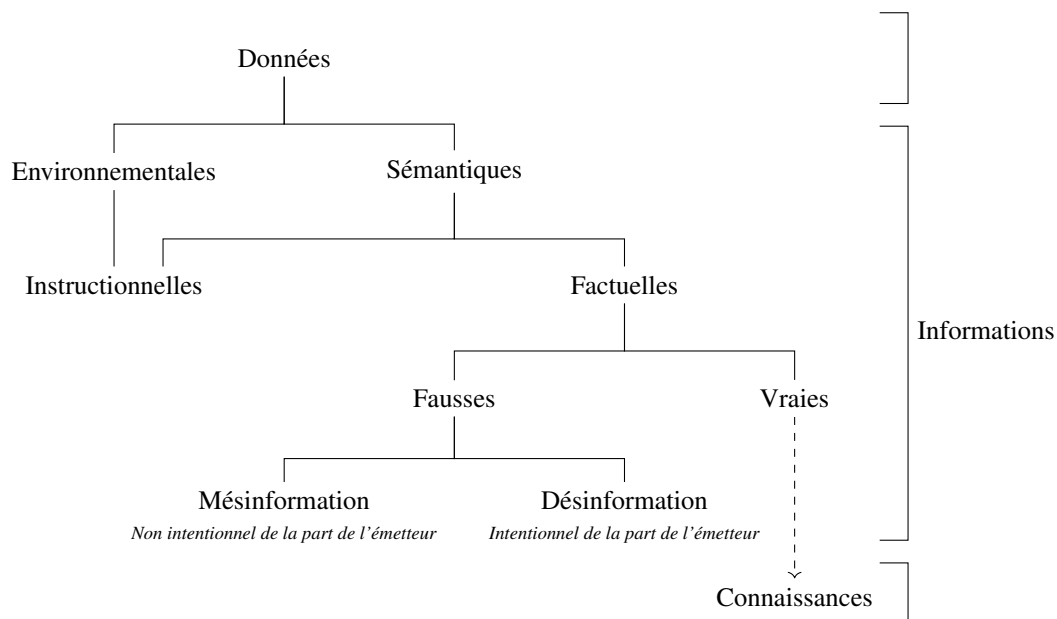 Données
Environnementales
Sémantiques
Instructionnelles
Factuelles
Informations
Fausses
Vraies
Mésinformation
Désinformation
Non intentionnel de la part de l'émetteur
Intentionnel de la part de l'émetteur
Connaissances